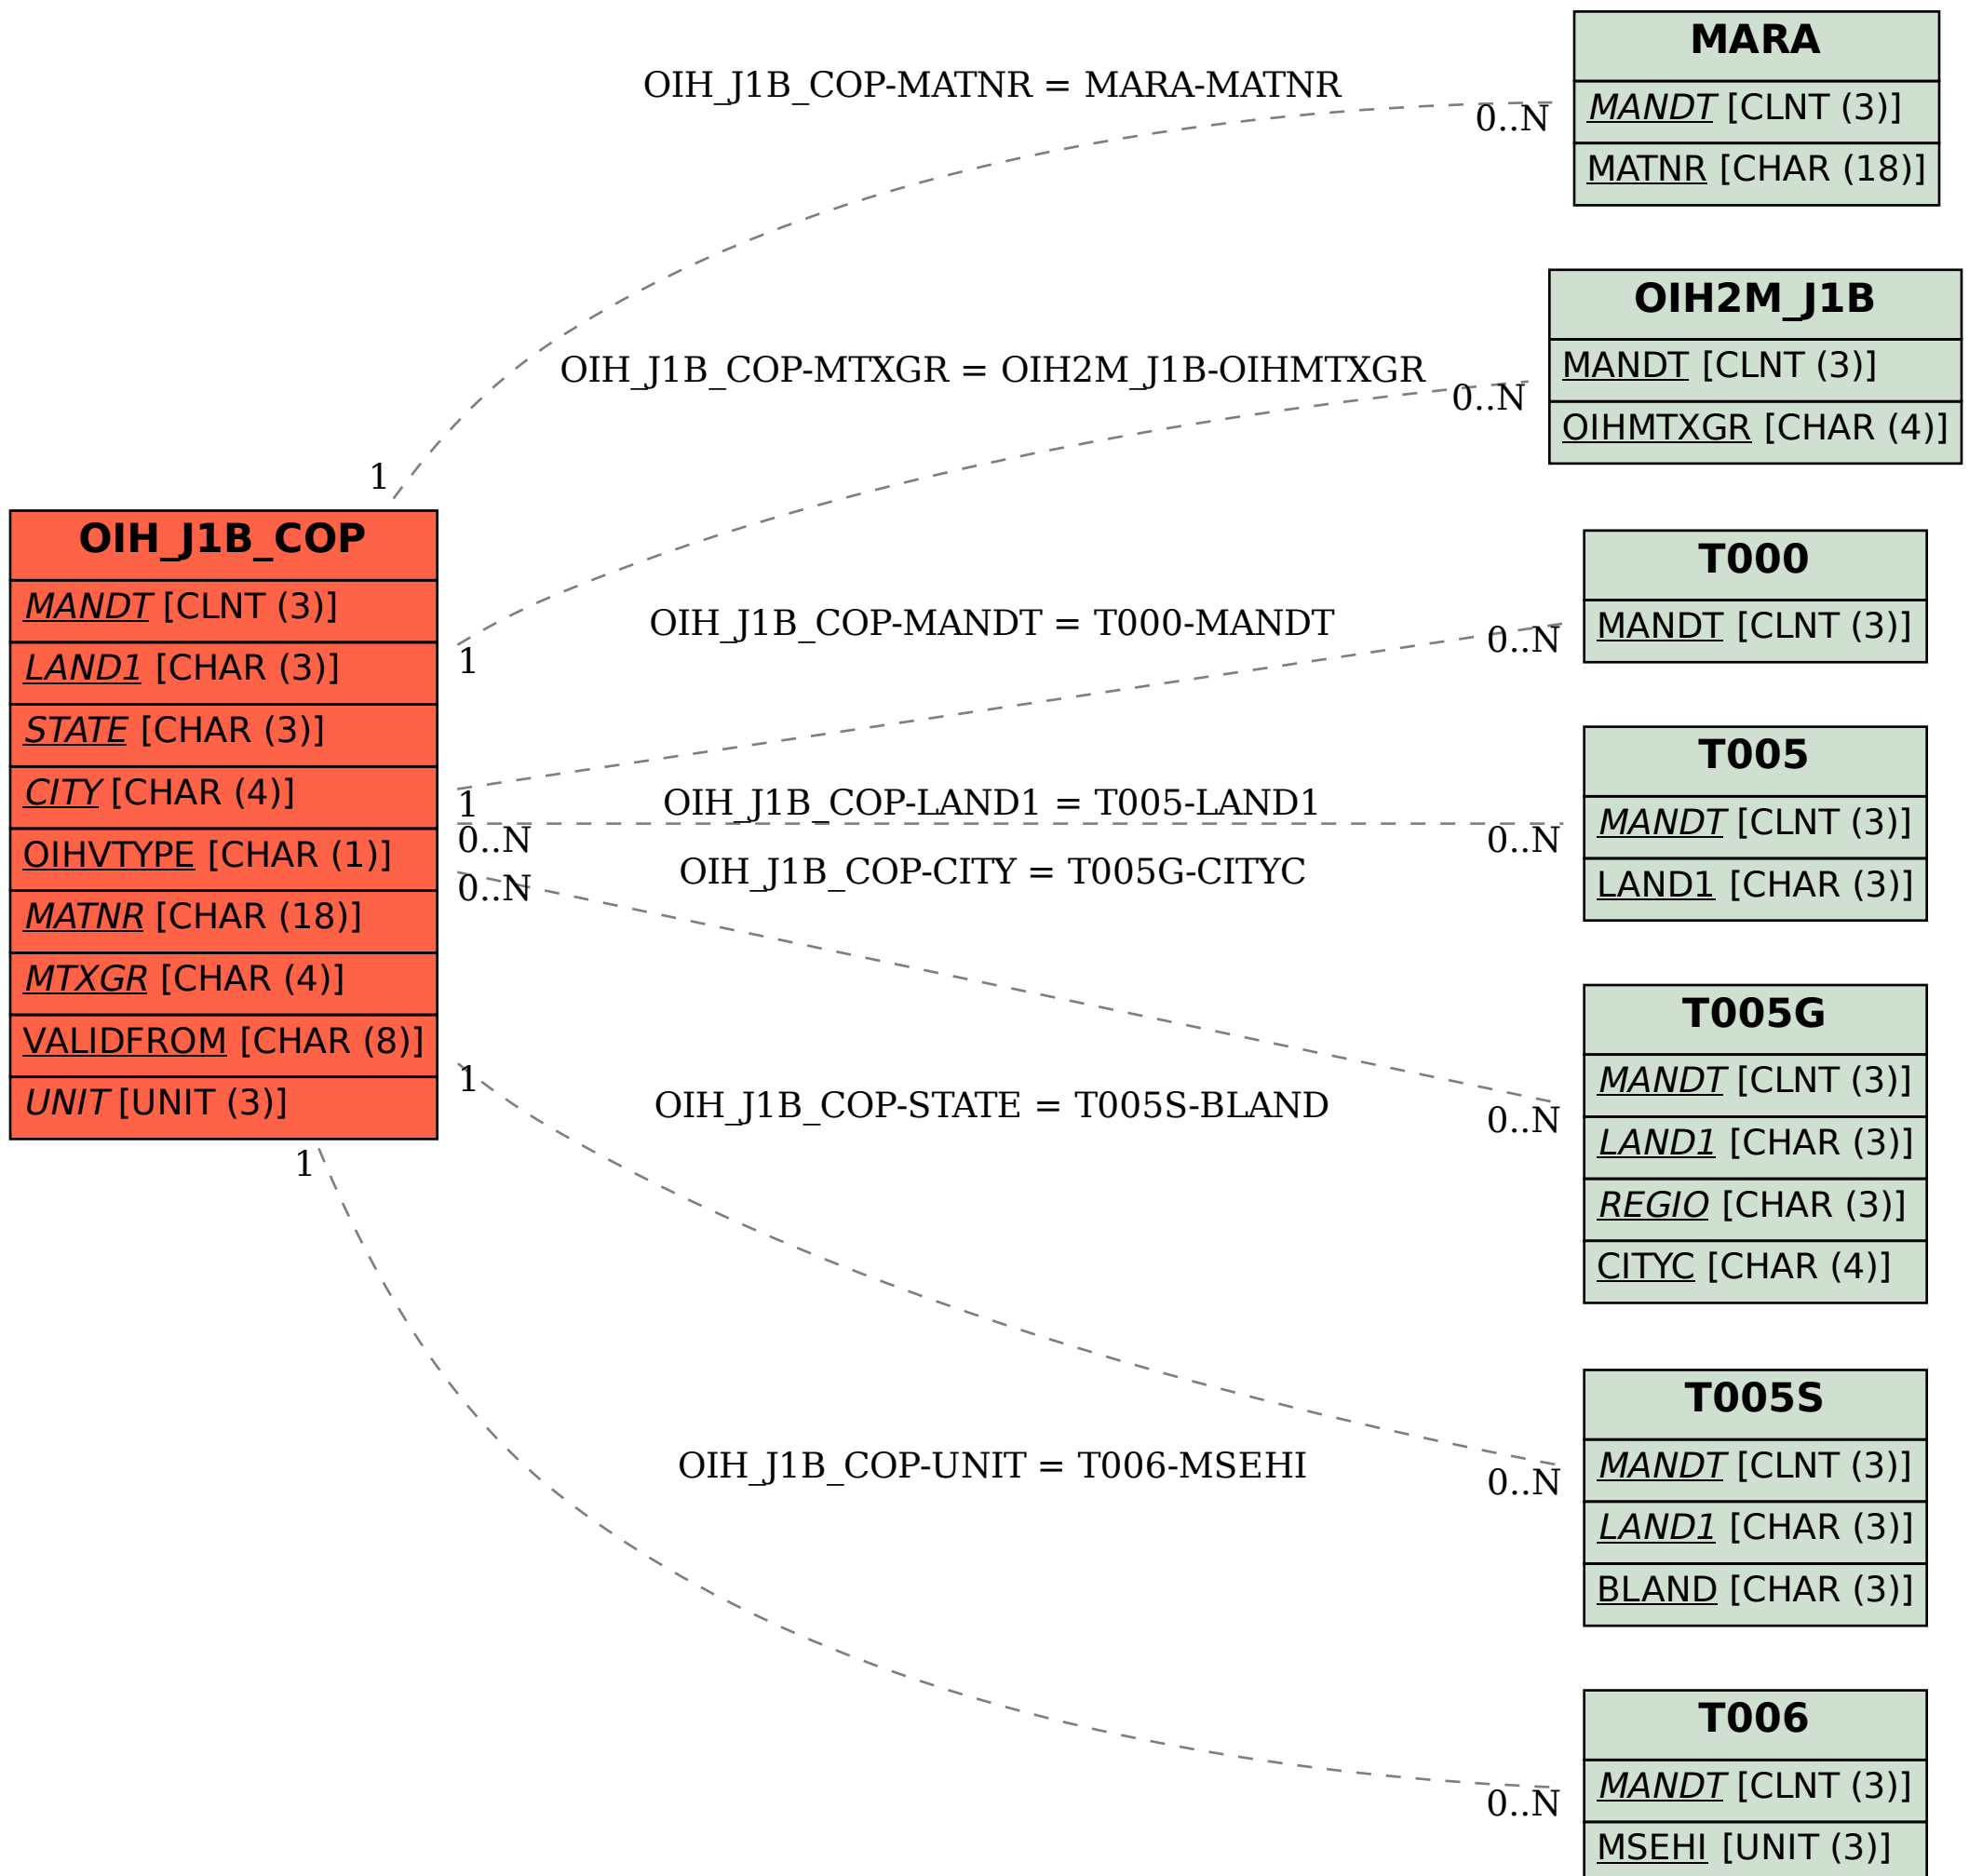 MARA
MANDT [CLNT (3)]
MATNR [CHAR (18)]
OIH_J1B_COP-MATNR = MARA-MATNR
0..N
1
OIH2M_J1B
MANDT [CLNT (3)]
OIHMTXGR [CHAR (4)]
OIH_J1B_COP-MTXGR = OIH2M_J1B-OIHMTXGR
0..N
1
OIH_J1B_COP
MANDT [CLNT (3)]
LAND1 [CHAR (3)]
STATE [CHAR (3)]
CITY [CHAR (4)]
OIHVTYPE [CHAR (1)]
MATNR [CHAR (18)]
MTXGR [CHAR (4)]
VALIDFROM [CHAR (8)]
UNIT [UNIT (3)]
T000
MANDT [CLNT (3)]
OIH_J1B_COP-MANDT = T000-MANDT
0..N
1
T005
MANDT [CLNT (3)]
LAND1 [CHAR (3)]
OIH_J1B_COP-LAND1 = T005-LAND1
0..N
0..N
OIH_J1B_COP-CITY = T005G-CITYC
0..N
0..N
T005G
MANDT [CLNT (3)]
LAND1 [CHAR (3)]
REGIO [CHAR (3)]
CITYC [CHAR (4)]
OIH_J1B_COP-STATE = T005S-BLAND
1
0..N
T005S
MANDT [CLNT (3)]
LAND1 [CHAR (3)]
BLAND [CHAR (3)]
OIH_J1B_COP-UNIT = T006-MSEHI
1
0..N
T006
MANDT [CLNT (3)]
MSEHI [UNIT (3)]